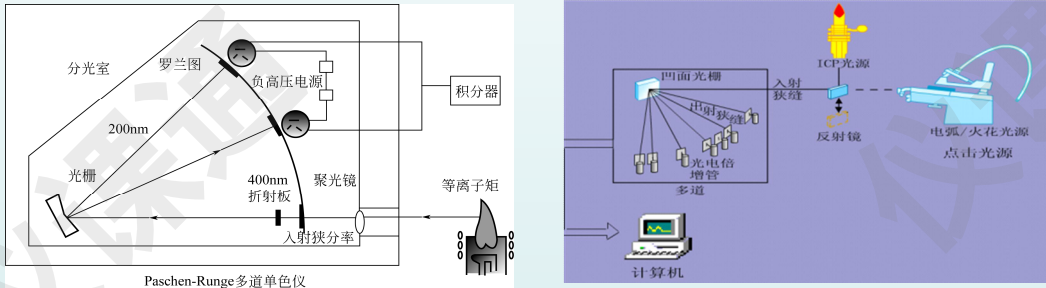 分光室
罗兰图
负高压电源
积分器
200nm
光栅
400nm
折射板
聚光镜
等离子矩
入射狭分率
Paschen-Runge多道单色仪
ICP光源
凹面光栅
入射
狭缝
出射狭缝
反射镜
电弧/火花光源
点击光源
光电倍
增管
多道
计算机